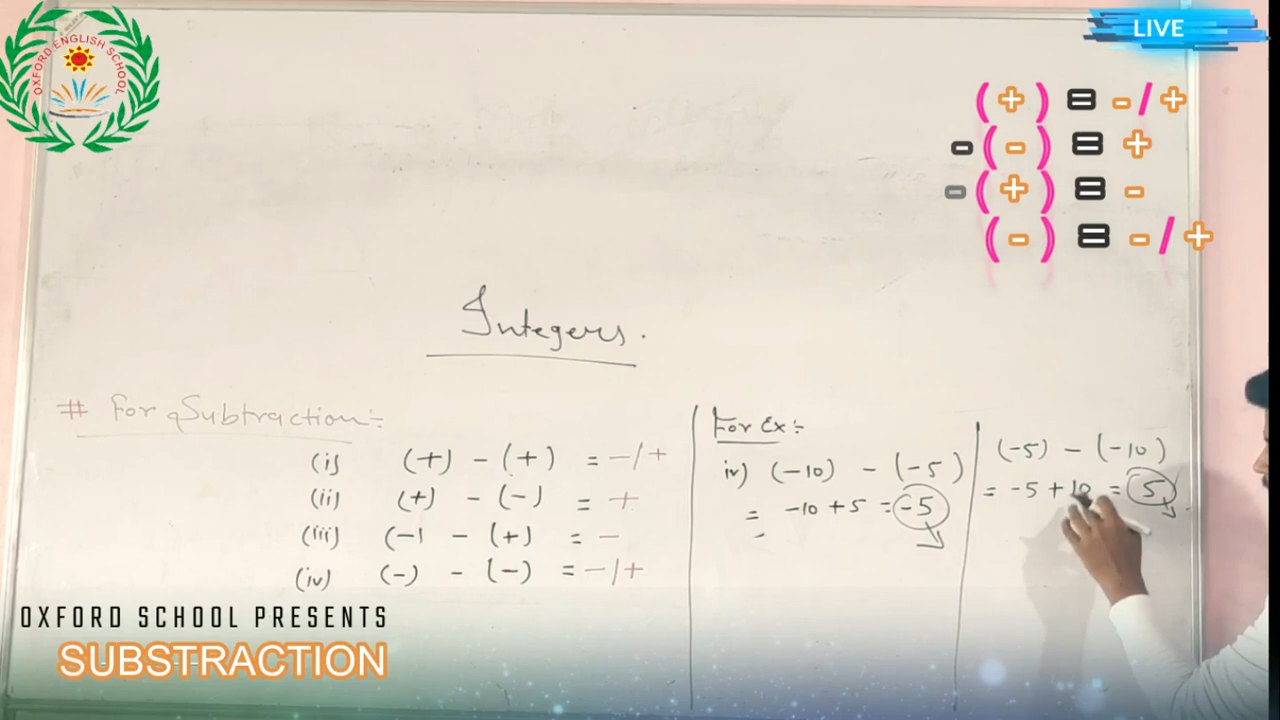 OXFORD ENGLISH SCHOOL
LIVE
(+) = -/+
-(-) = +
-(+) = -
(-) = -/+
Integers.
# For Subtraction:-
(i) (+) - (+) = -/+
(ii) (+) - (-) = +
(iii) (-) - (+) = -
(iv) (-) - (-) = -/+
For Ex:-
iv) (-10) - (-5)
= -10 + 5 = -5
=
(-5) - (-10)
= -5 + 10 = 5
OXFORD SCHOOL PRESENTS
SUBSTRACTION